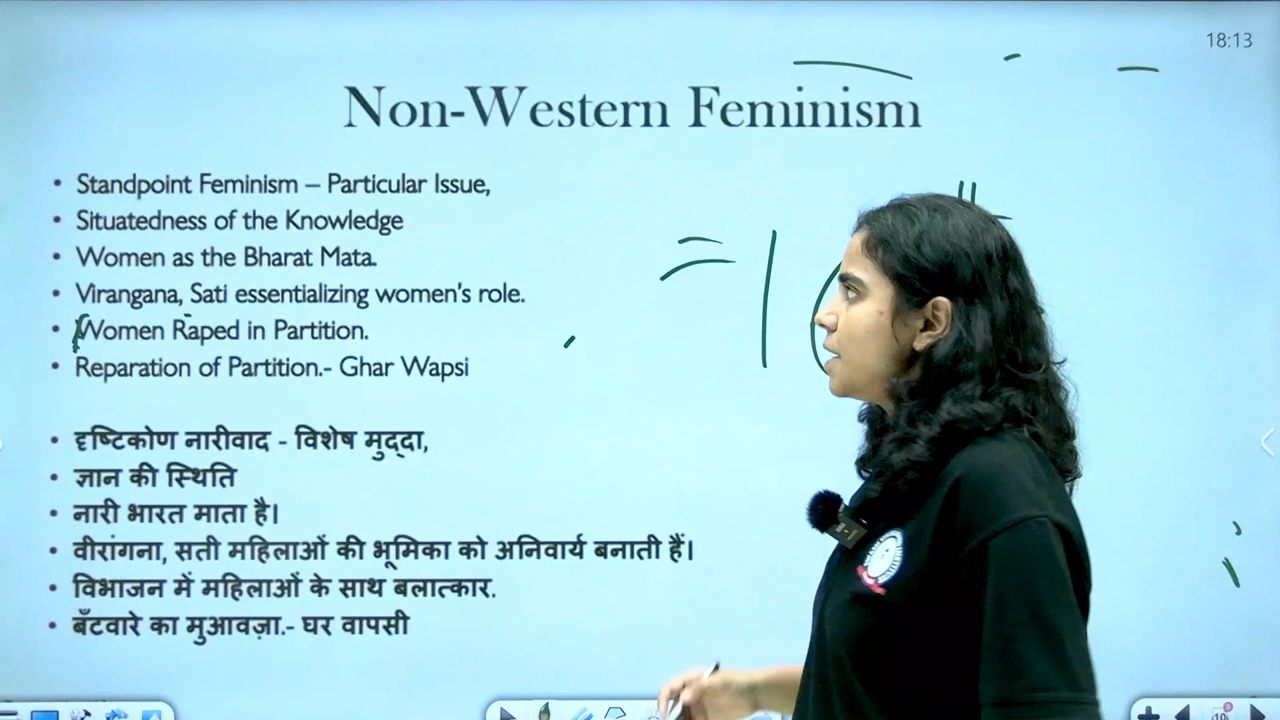 18:13
Non-Western Feminism
• Standpoint Feminism – Particular Issue,
• Situatedness of the Knowledge
• Women as the Bharat Mata.
• Virangana, Sati essentializing women's role.
• Women Raped in Partition.
• Reparation of Partition.- Ghar Wapsi
• दृष्टिकोण नारीवाद - विशेष मुद्दा,
• ज्ञान की स्थिति
• नारी भारत माता है।
• वीरांगना, सती महिलाओं की भूमिका को अनिवार्य बनाती हैं।
• विभाजन में महिलाओं के साथ बलात्कार.
• बँटवारे का मुआवज़ा.- घर वापसी